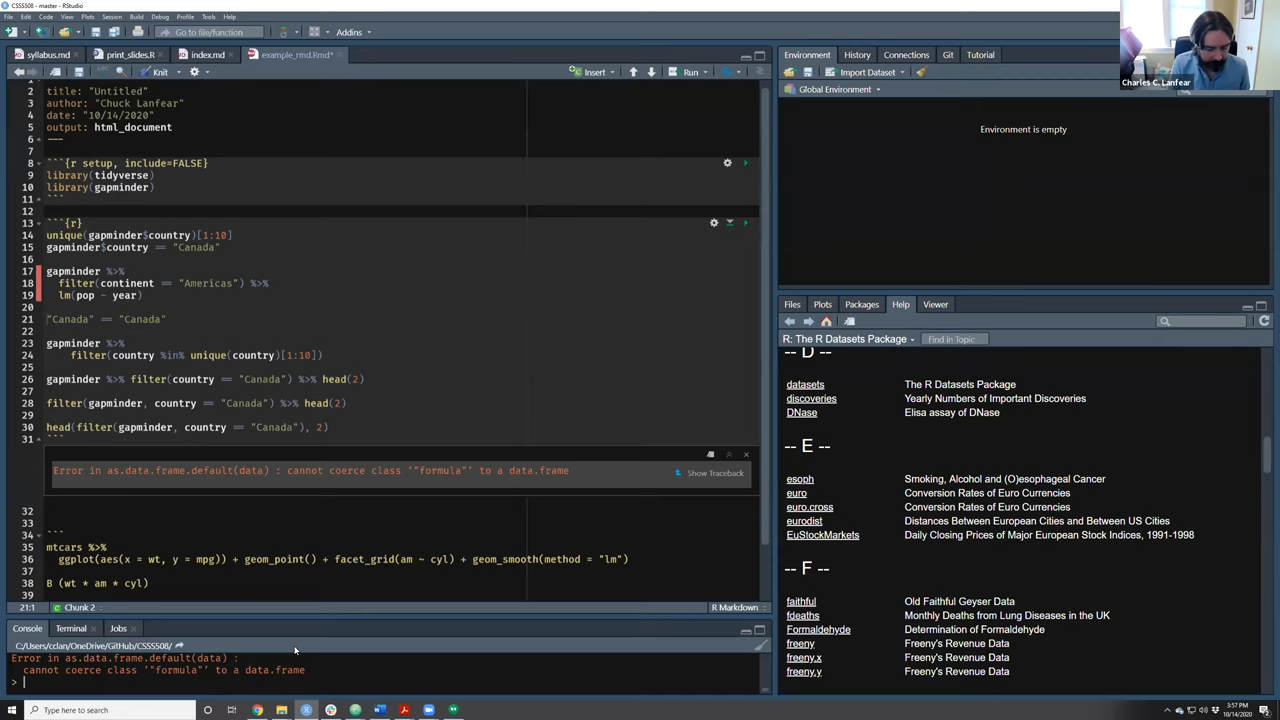 CSSS508 - master - RStudio
File Edit Code View Plots Session Build Debug Profile Tools Help
Go to file/function Addins
syllabus.md print_slides.R index.md example_rmd.Rmd*
Knit Insert Run
2 title: "Untitled"
3 author: "Chuck Lanfear"
4 date: "10/14/2020"
5 output: html_document
6 ---
7
8 ```{r setup, include=FALSE}
9 library(tidyverse)
10 library(gapminder)
11 ```
12
13 ```{r}
14 unique(gapminder$country)[1:10]
15 gapminder$country == "Canada"
16
17 gapminder %>%
18 filter(continent == "Americas") %>%
19 lm(pop ~ year)
20
21 "Canada" == "Canada"
22
23 gapminder %>%
24 filter(country %in% unique(country)[1:10])
25
26 gapminder %>% filter(country == "Canada") %>% head(2)
27
28 filter(gapminder, country == "Canada") %>% head(2)
29
30 head(filter(gapminder, country == "Canada"), 2)
31 ```
Error in as.data.frame.default(data) : cannot coerce class '"formula"' to a data.frame
Show Traceback
32
33
34 ```
35 mtcars %>%
36 ggplot(aes(x = wt, y = mpg)) + geom_point() + facet_grid(am ~ cyl) + geom_smooth(method = "lm")
37
38 B (wt * am * cyl)
39
21:1 Chunk 2 R Markdown
Console Terminal Jobs
C:/Users/cclan/OneDrive/GitHub/CSSS508/
Error in as.data.frame.default(data) :
cannot coerce class '"formula"' to a data.frame
>
Environment History Connections Git Tutorial
Import Dataset
Global Environment
Environment is empty
Charles C. Lanfear
Files Plots Packages Help Viewer
R: The R Datasets Package Find in Topic
-- D --
datasets The R Datasets Package
discoveries Yearly Numbers of Important Discoveries
DNase Elisa assay of DNase
-- E --
esoph Smoking, Alcohol and (O)esophageal Cancer
euro Conversion Rates of Euro Currencies
euro.cross Conversion Rates of Euro Currencies
eurodist Distances Between European Cities and Between US Cities
EuStockMarkets Daily Closing Prices of Major European Stock Indices, 1991-1998
-- F --
faithful Old Faithful Geyser Data
fdeaths Monthly Deaths from Lung Diseases in the UK
Formaldehyde Determination of Formaldehyde
freeny Freeny's Revenue Data
freeny.x Freeny's Revenue Data
freeny.y Freeny's Revenue Data
Type here to search
3:57 PM
10/14/2020